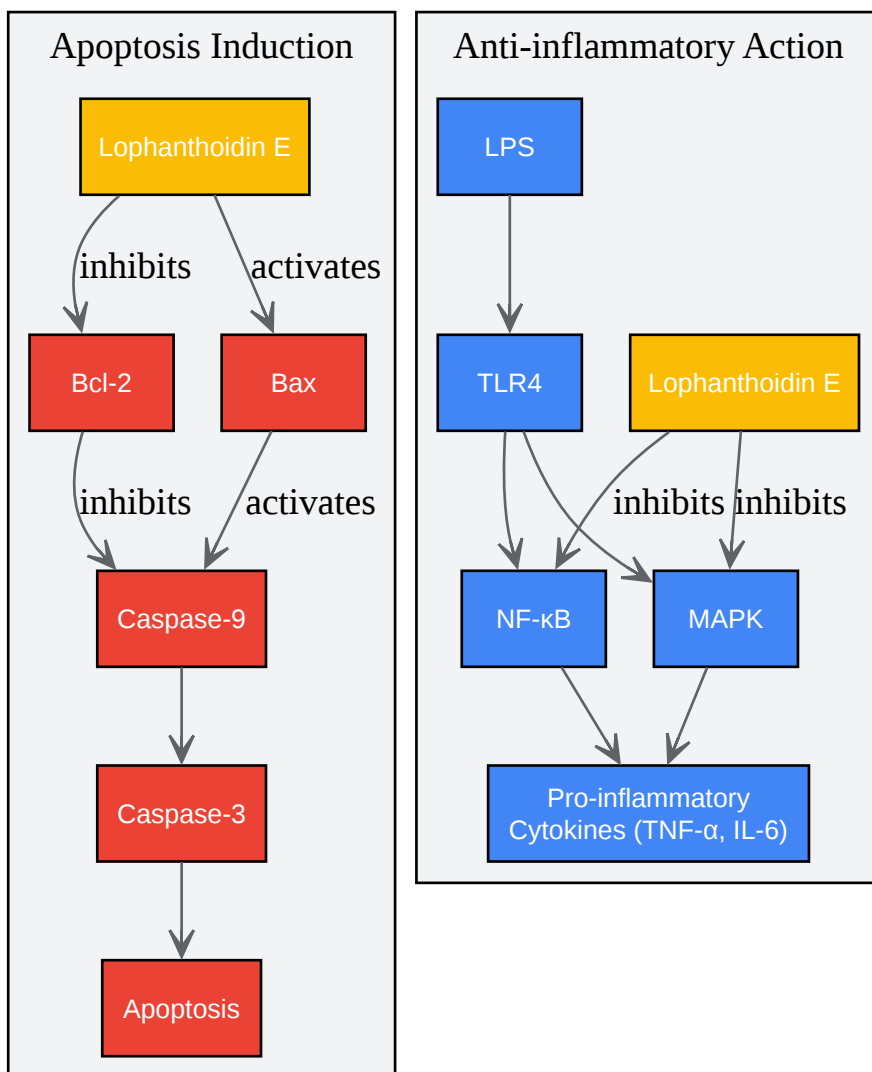 Apoptosis Induction
Lophanthoidin E
inhibits
activates
Bcl-2
Bax
inhibits
activates
Caspase-9
Caspase-3
Apoptosis
Anti-inflammatory Action
LPS
TLR4
Lophanthoidin E
inhibits
inhibits
NF-κB
MAPK
Pro-inflammatory
Cytokines (TNF-α, IL-6)